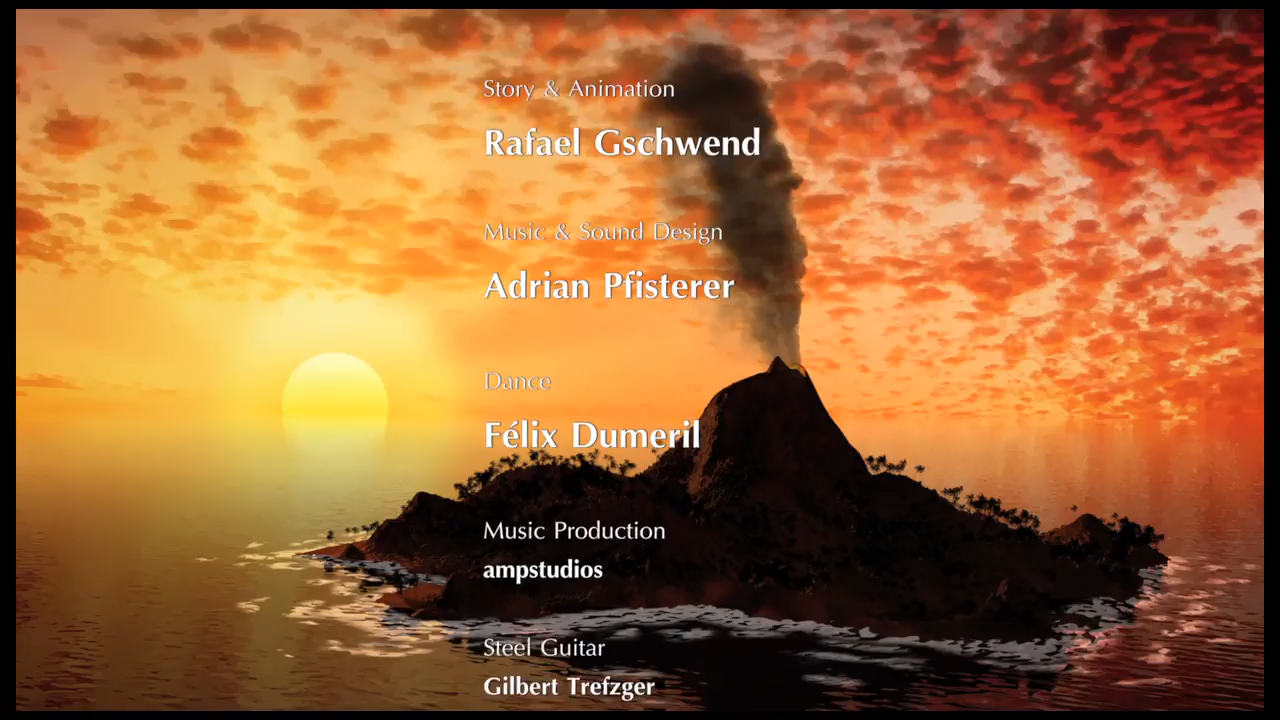 Story & Animation
Rafael Gschwend
Music & Sound Design
Adrian Pfisterer
Dance
Félix Dumeril
Music Production
ampstudios
Steel Guitar
Gilbert Trefzger